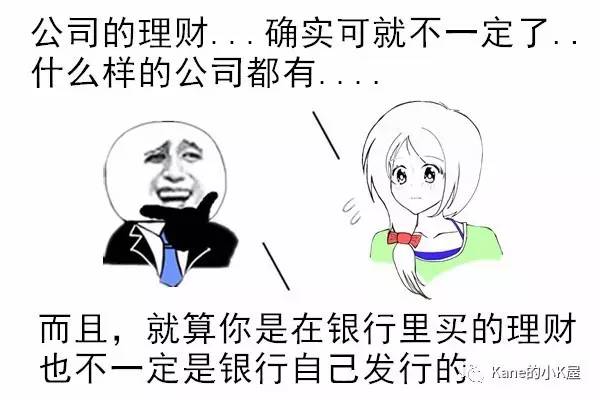 公司的理财...确实可就不一定了..
什么样的公司都有....
而且，就算你是在银行里买的理财
也不一定是银行自己发行的
Kane的小K屋